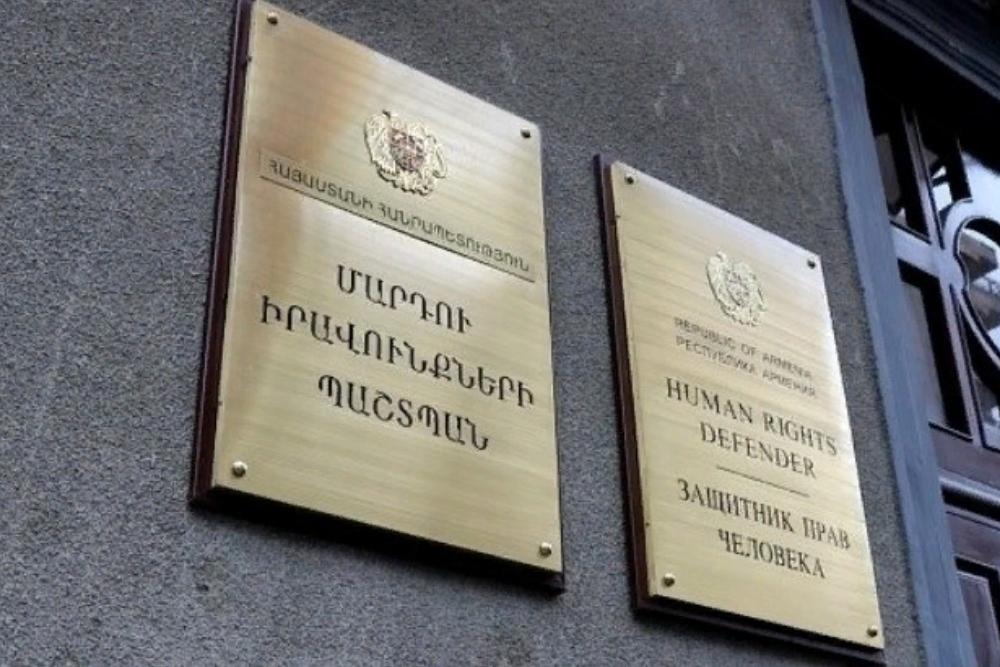 ՀԱՅԱՍՏԱՆԻ ՀԱՆՐԱՊԵՏՈՒԹՅՈՒՆ
ՄԱՐԴՈՒ
ԻՐԱՎՈՒՆՔՆԵՐԻ
ՊԱՇՏՊԱՆ
REPUBLIC OF ARMENIA
РЕСПУБЛИКА АРМЕНИЯ
HUMAN RIGHTS
DEFENDER
ЗАЩИТНИК ПРАВ
ЧЕЛОВЕКА